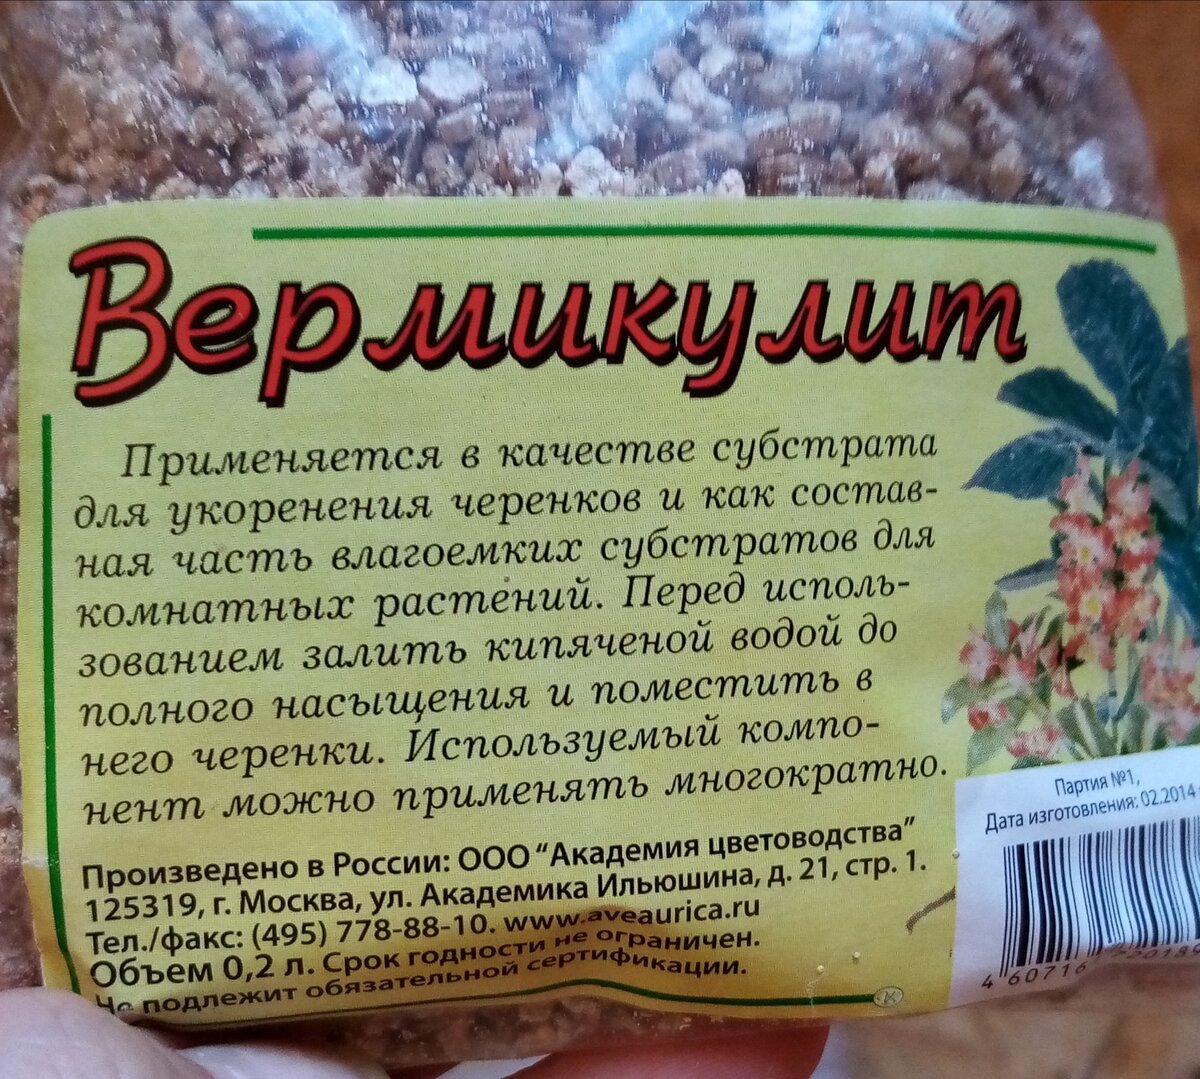 Вермикулит
Применяется в качестве субстрата
для укоренения черенков и как состав-
ная часть влагоемких субстратов для
комнатных растений. Перед исполь-
зованием залить кипяченой водой до
полного насыщения и поместить в
него черенки. Используемый компо-
нент можно применять многократно.
Произведено в России: ООО “Академия цветоводства”
125319, г. Москва, ул. Академика Ильюшина, д. 21, стр. 1.
Тел./факс: (495) 778-88-10. www.aveaurica.ru
Объем 0,2 л. Срок годности не ограничен.
Не подлежит обязательной сертификации.
Партия №1,
Дата изготовления: 02.2014
4 60716